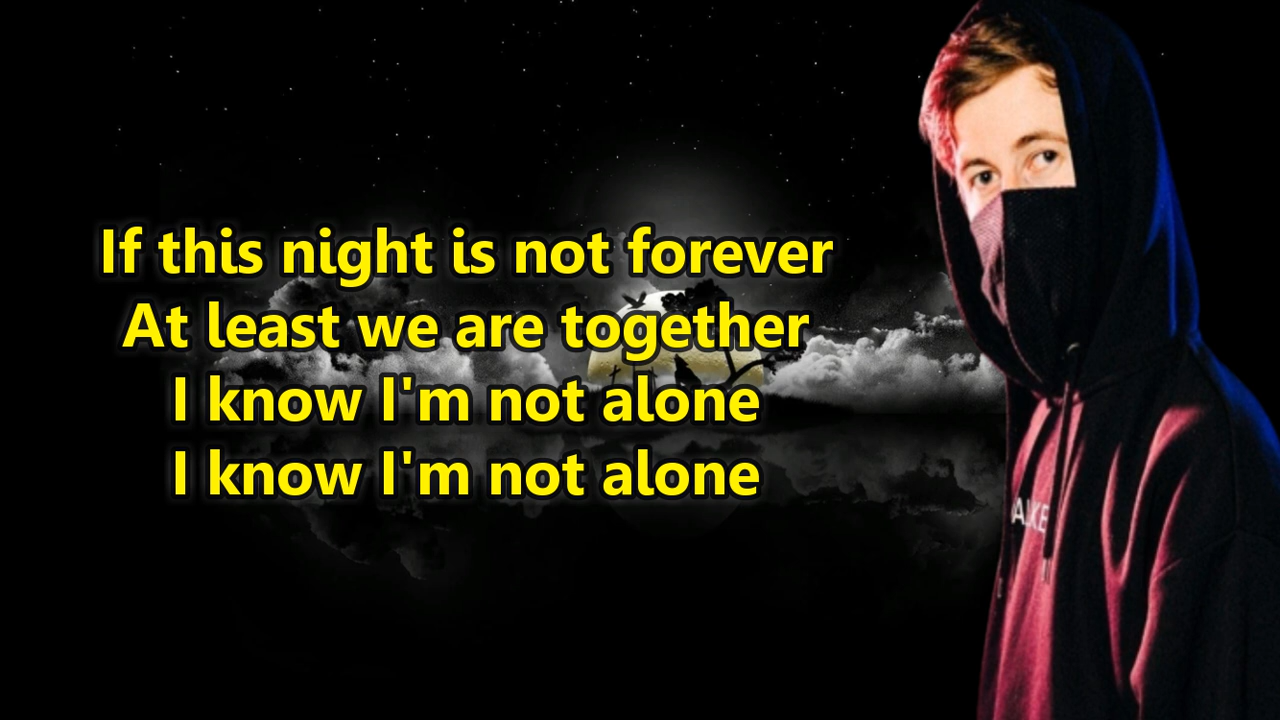 If this night is not forever
At least we are together
I know I'm not alone
I know I'm not alone